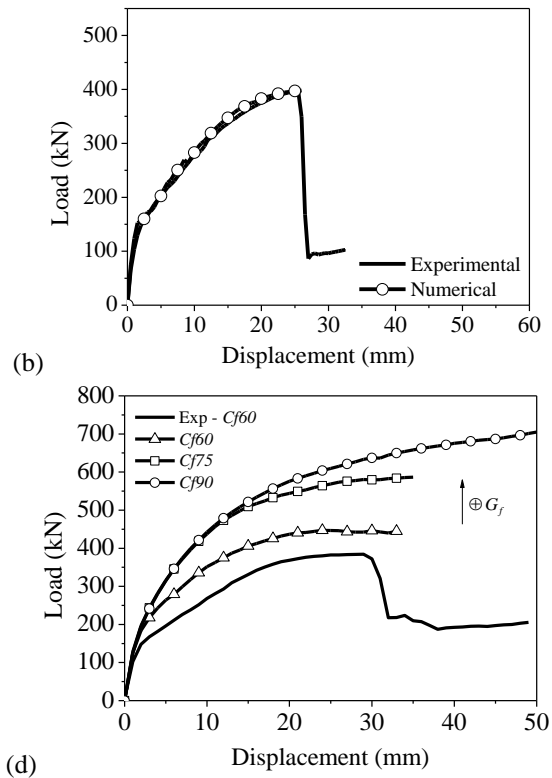 500
400
300
200
100
0
Load (kN)
Experimental
Numerical
0 10 20 30 40 50 60
Displacement (mm)
(b)
800
700
600
500
400
300
200
100
0
Load (kN)
Exp - Cf60
Cf60
Cf75
Cf90
⊕ G_f
0 10 20 30 40 50
Displacement (mm)
(d)